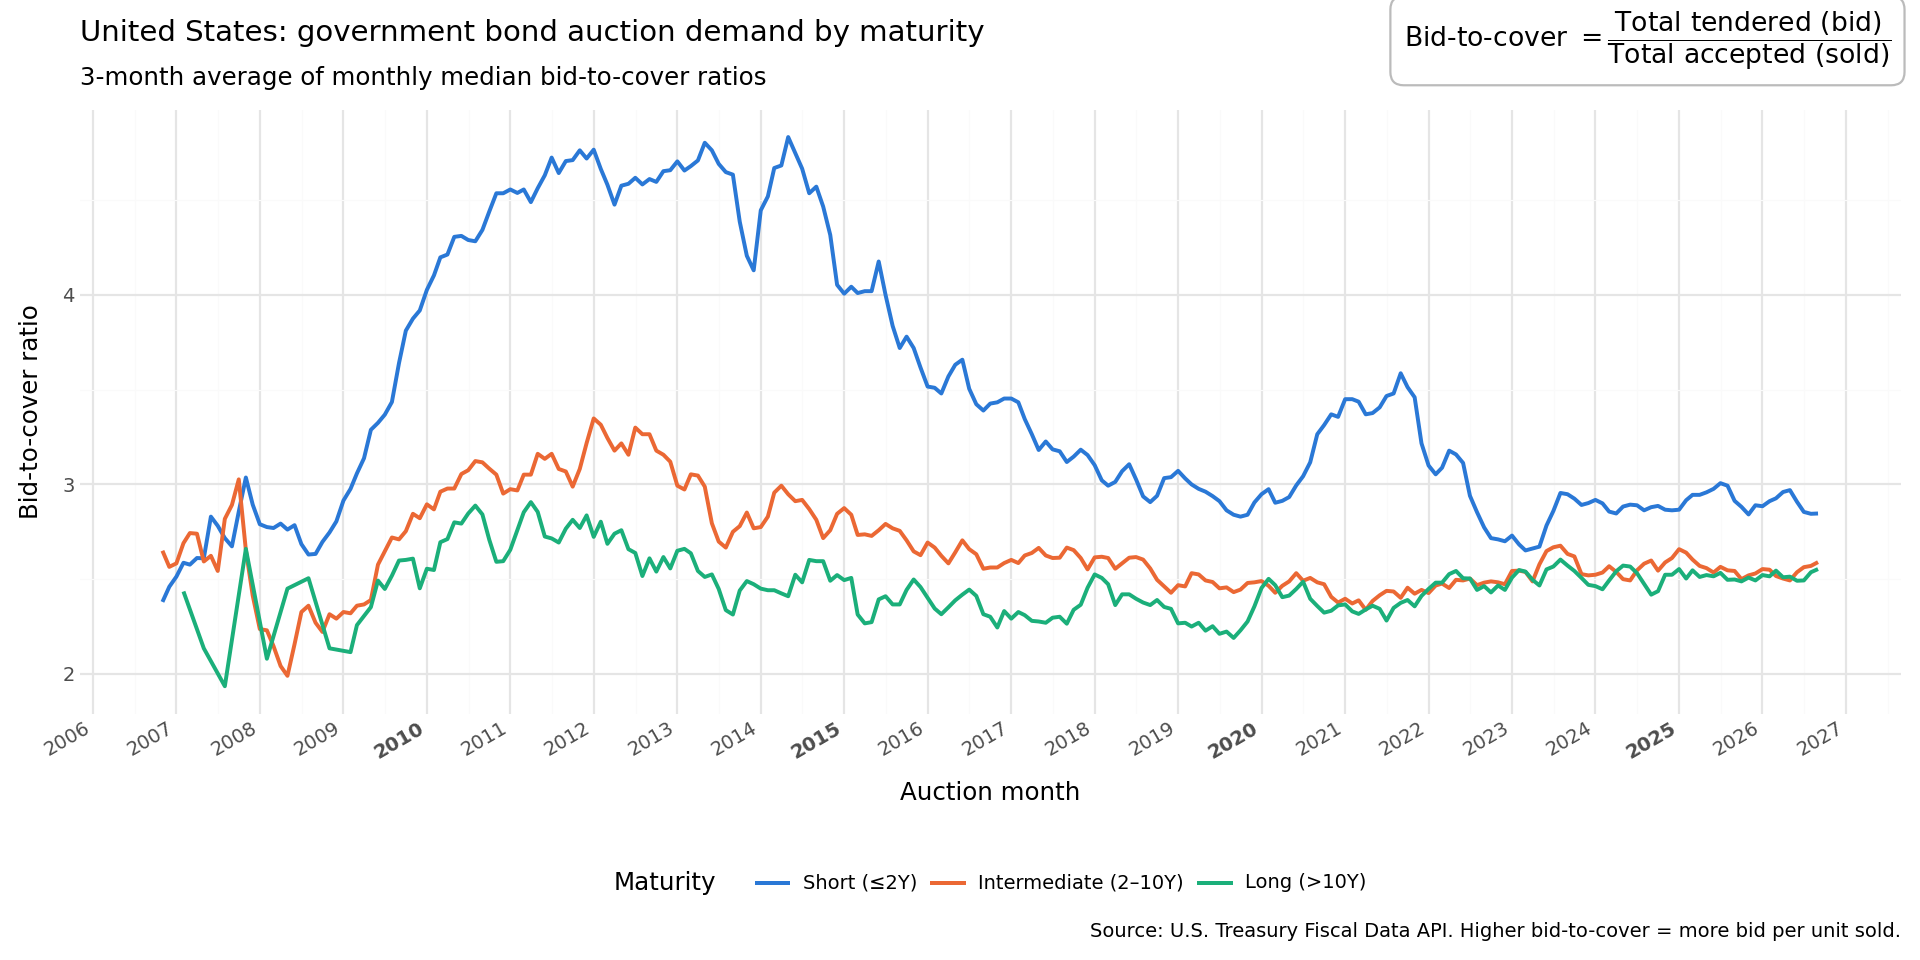 United States: government bond auction demand by maturity
3-month average of monthly median bid-to-cover ratios
Bid-to-cover = Total tendered (bid)
Total accepted (sold)
Bid-to-cover ratio
4
3
2
2006 2007 2008 2009 2010 2011 2012 2013 2014 2015 2016 2017 2018 2019 2020 2021 2022 2023 2024 2025 2026 2027
Auction month
Maturity Short (≤2Y) Intermediate (2–10Y) Long (>10Y)
Source: U.S. Treasury Fiscal Data API. Higher bid-to-cover = more bid per unit sold.